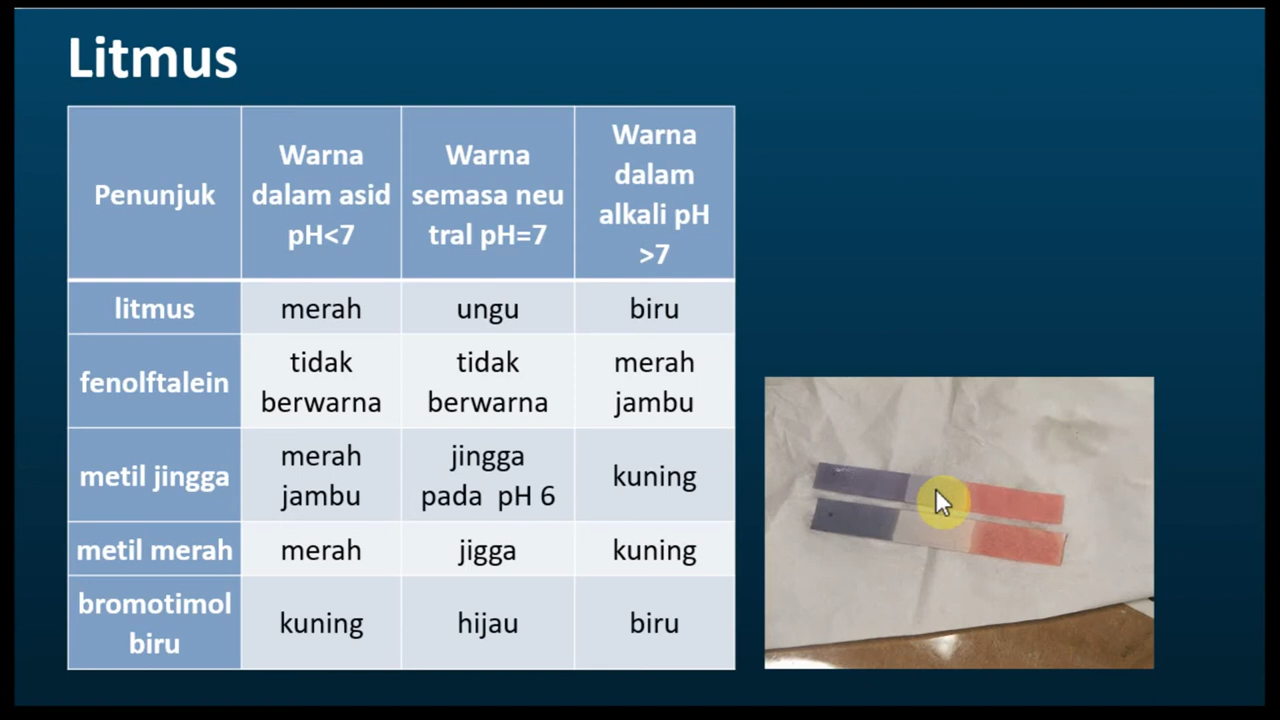 Litmus
Penunjuk
Warna
dalam asid
pH<7
Warna
semasa neu
tral pH=7
Warna
dalam
alkali pH
>7
litmus
merah
ungu
biru
fenolftalein
tidak
berwarna
tidak
berwarna
merah
jambu
metil jingga
merah
jambu
jingga
pada pH 6
kuning
metil merah
merah
jigga
kuning
bromotimol
biru
kuning
hijau
biru